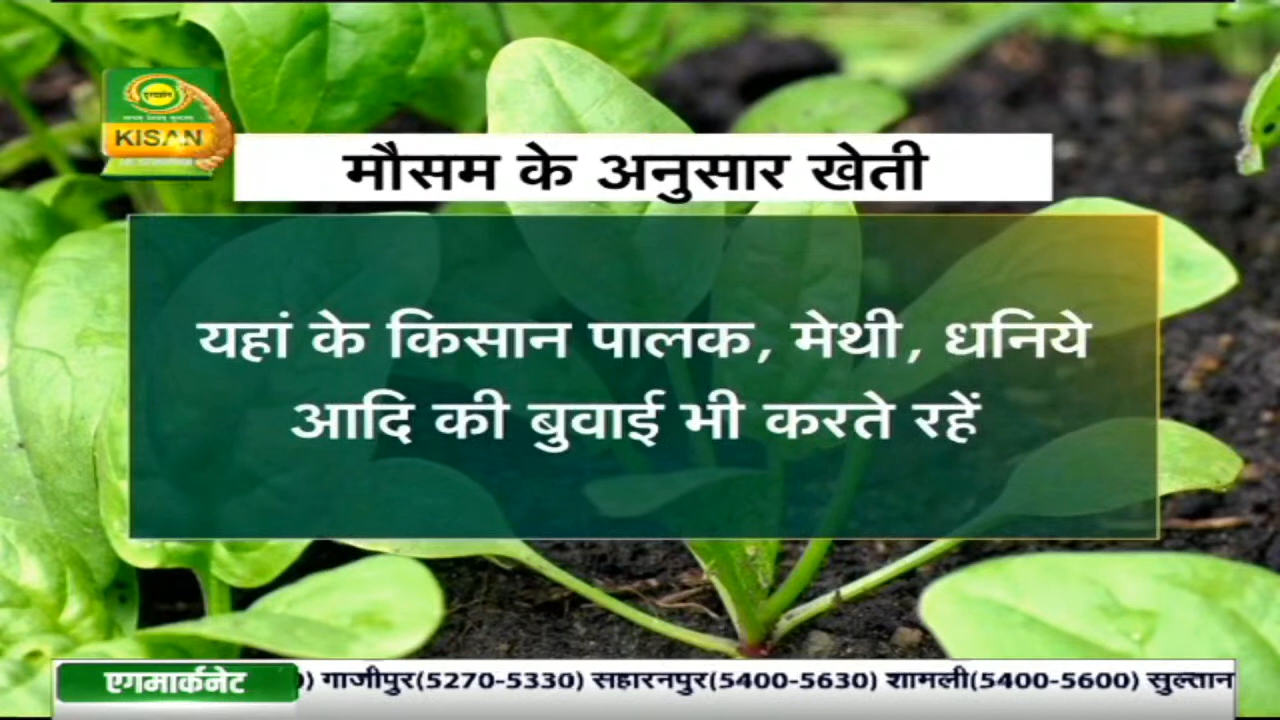 KISAN
मौसम के अनुसार खेती
यहां के किसान पालक, मेथी, धनिये
आदि की बुवाई भी करते रहें
एगमार्कनेट
) गाजीपुर(5270-5330) सहारनपुर(5400-5630) शामली(5400-5600) सुल्तान